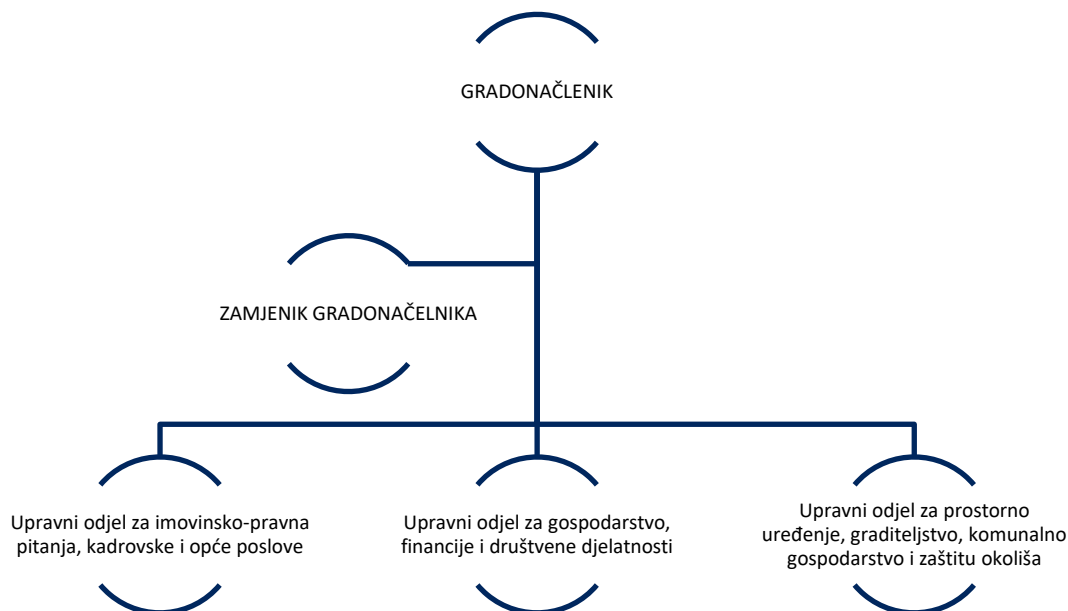 GRADONAČLENIK
ZAMJENIK GRADONAČELNIKA
Upravni odjel za imovinsko-pravna
pitanja, kadrovske i opće poslove
Upravni odjel za gospodarstvo,
financije i društvene djelatnosti
Upravni odjel za prostorno
uređenje, graditeljstvo, komunalno
gospodarstvo i zaštitu okoliša